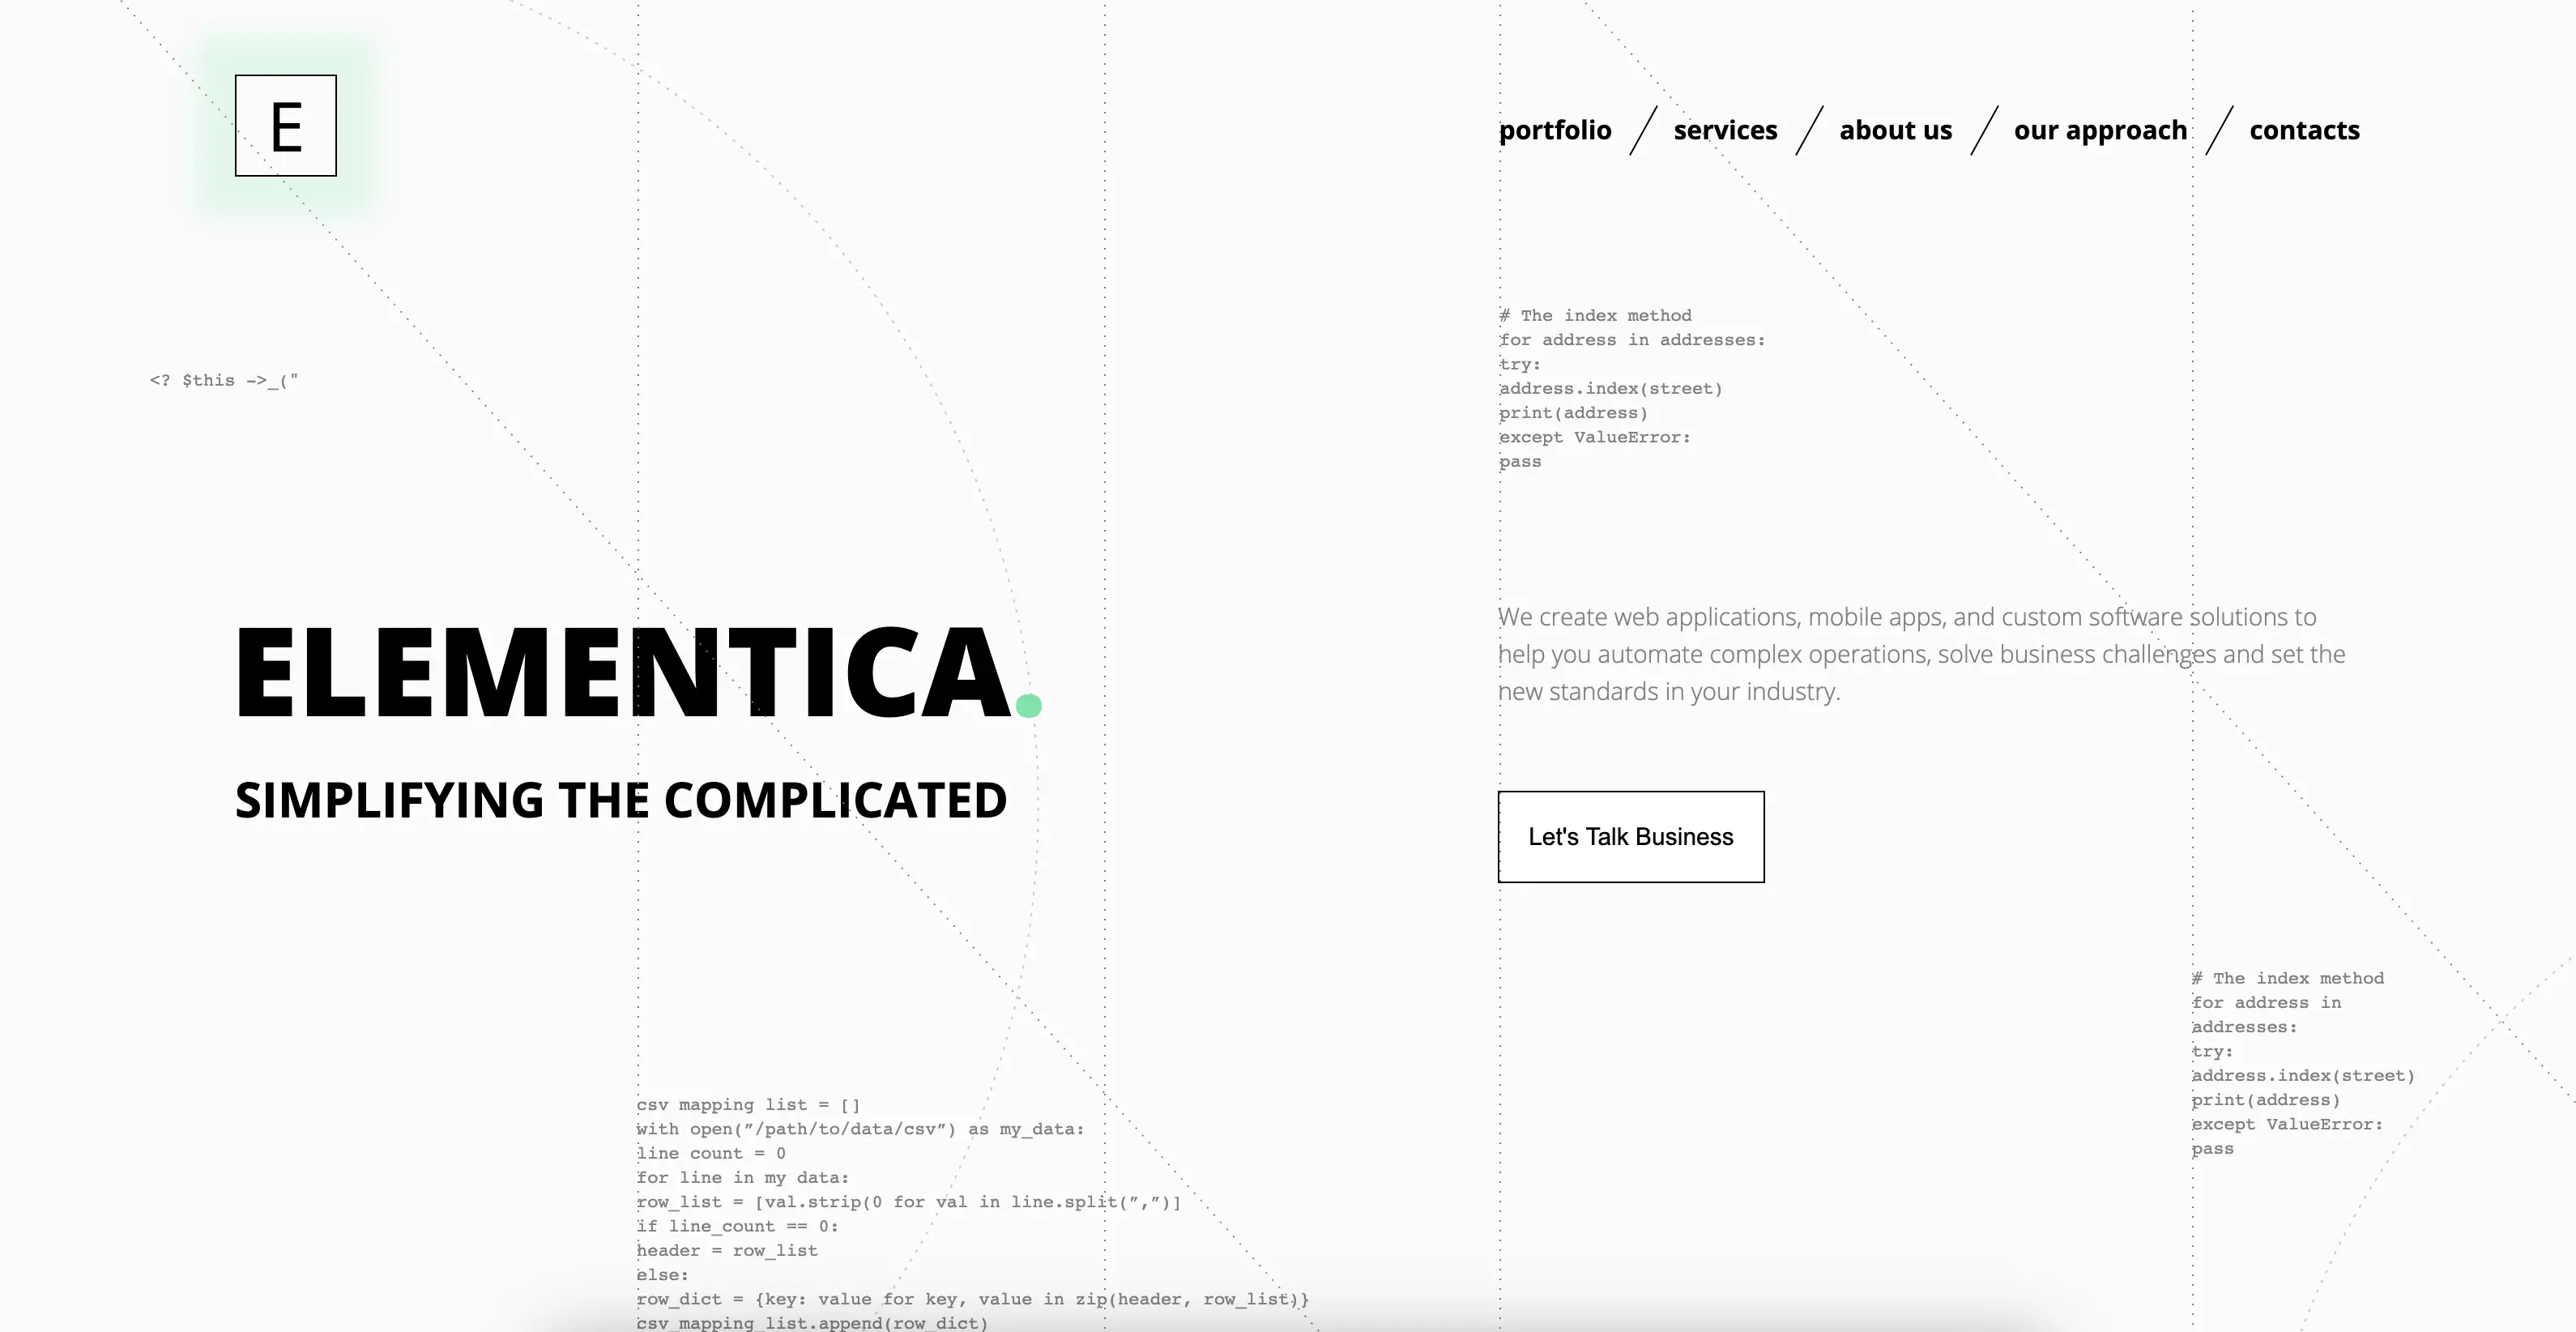 E
portfolio / services / about us / our approach / contacts
# The index method
for address in addresses:
try:
address.index(street)
print(address)
except ValueError:
pass
<? $this ->_("
ELEMENTICA.
SIMPLIFYING THE COMPLICATED
We create web applications, mobile apps, and custom software solutions to
help you automate complex operations, solve business challenges and set the
new standards in your industry.
Let's Talk Business
# The index method
for address in
addresses:
try:
address.index(street)
print(address)
except ValueError:
pass
csv mapping list = []
with open(”/path/to/data/csv”) as my_data:
line count = 0
for line in my data:
row_list = [val.strip(0 for val in line.split(”,”)]
if line_count == 0:
header = row_list
else:
row_dict = {key: value for key, value in zip(header, row_list)}
csv_mapping_list.append(row_dict)